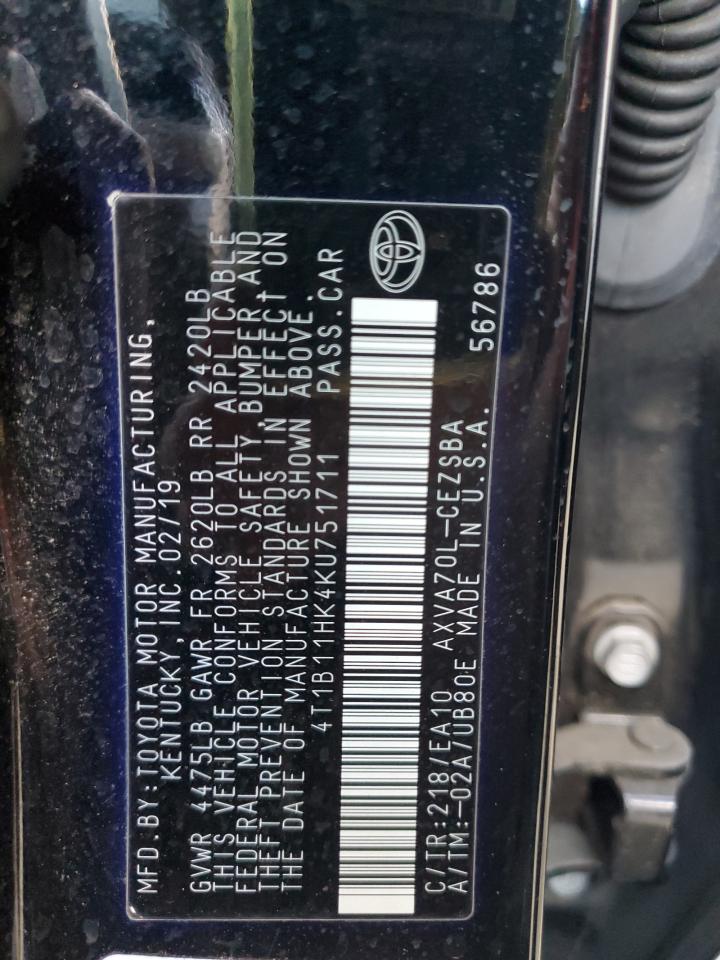 MFD.BY:TOYOTA MOTOR MANUFACTURING,
KENTUCKY, INC.02/19
GVWR 4475LB GAWR FR 2620LB RR 2420LB
THIS VEHICLE CONFORMS TO ALL APPLICABLE
FEDERAL MOTOR VEHICLE SAFETY, BUMPER, AND
THEFT PREVENTION STANDARDS IN EFFECT ON
THE DATE OF MANUFACTURE SHOWN ABOVE.
4T1B11HK4KU751711 PASS.CAR
C/TR:218/EA10 AXVA70L-CEZSBA 56786
A/TM:-02A/UB80E MADE IN U.S.A.